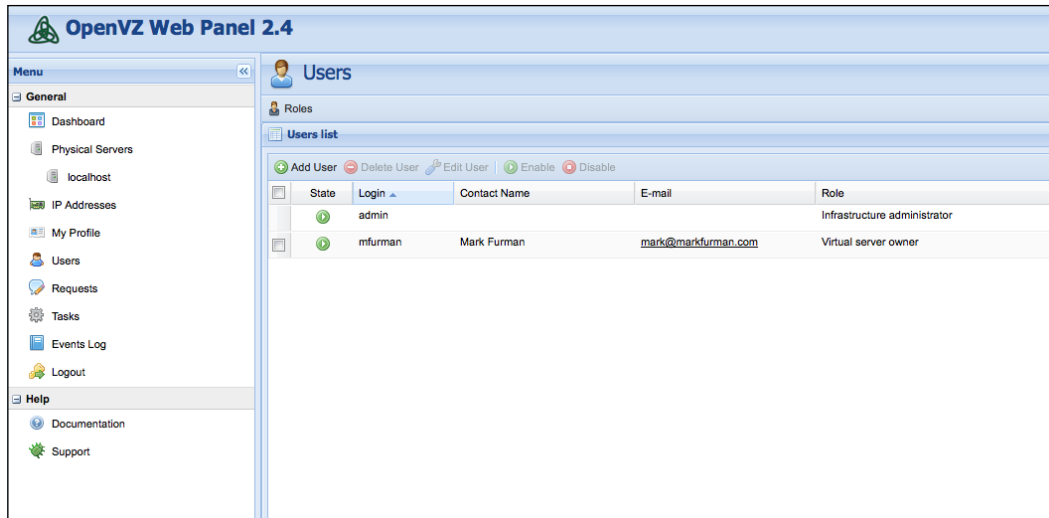 OpenVZ Web Panel 2.4
Menu
General
Dashboard
Physical Servers
localhost
IP Addresses
My Profile
Users
Requests
Tasks
Events Log
Logout
Help
Documentation
Support
Users
Roles
Users list
Add User Delete User Edit User Enable Disable
State Login Contact Name E-mail Role
admin Infrastructure administrator
mfurman Mark Furman mark@markfurman.com Virtual server owner